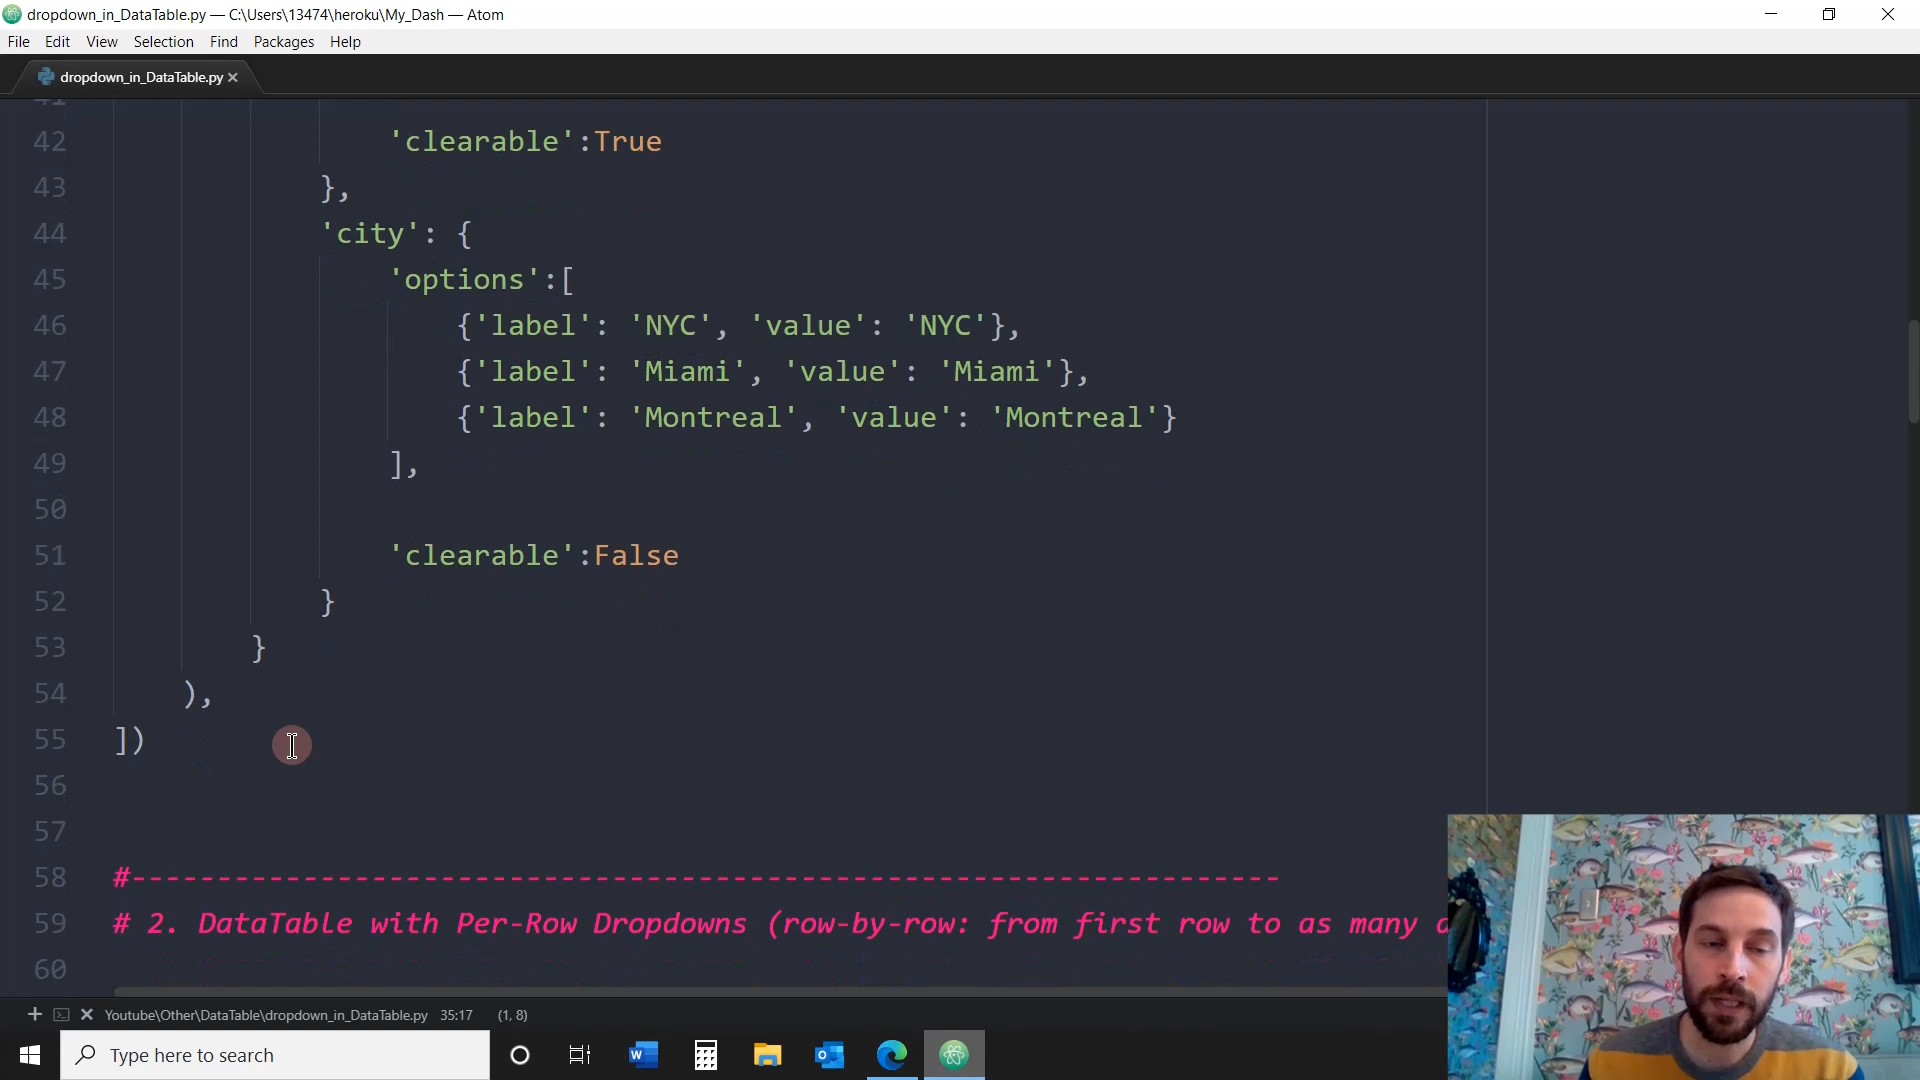 dropdown_in_DataTable.py — C:\Users\13474\heroku\My_Dash — Atom
File Edit View Selection Find Packages Help
dropdown_in_DataTable.py
41
42 'clearable':True
43 },
44 'city': {
45 'options':[
46 {'label': 'NYC', 'value': 'NYC'},
47 {'label': 'Miami', 'value': 'Miami'},
48 {'label': 'Montreal', 'value': 'Montreal'}
49 ],
50
51 'clearable':False
52 }
53 }
54 ),
55 ])
56
57
58 #-------------------------------------------------------------------
59 # 2. DataTable with Per-Row Dropdowns (row-by-row: from first row to as many
60
Youtube\Other\DataTable\dropdown_in_DataTable.py 35:17 (1, 8)
Type here to search